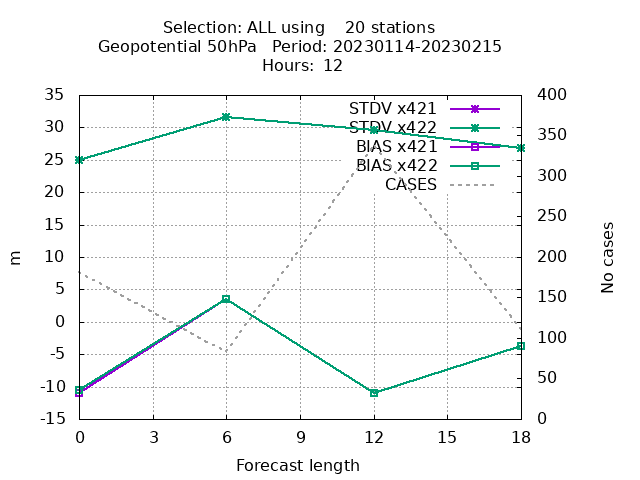 Selection: ALL using 20 stations
Geopotential 50hPa Period: 20230114-20230215
Hours: 12
STDV x421
STDV x422
BIAS x421
BIAS x422
CASES
35
30
25
20
15
10
5
0
-5
-10
-15
400
350
300
250
200
150
100
50
0
m
No cases
0 3 6 9 12 15 18
Forecast length